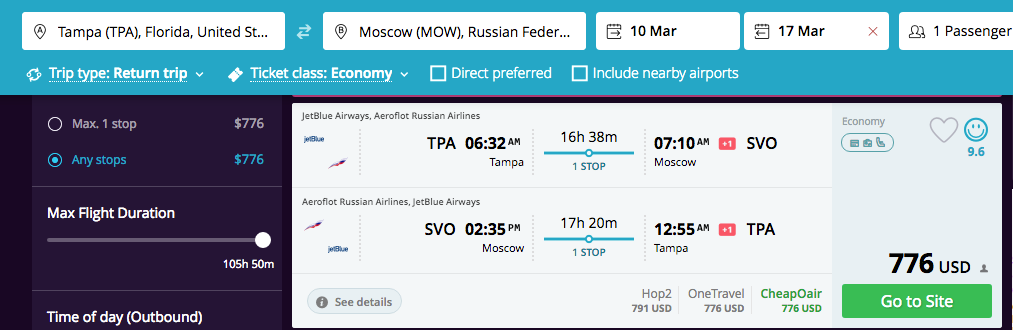 A Tampa (TPA), Florida, United St...
B Moscow (MOW), Russian Feder...
10 Mar
17 Mar
1 Passenger
Trip type: Return trip
Ticket class: Economy
Direct preferred
Include nearby airports
Max. 1 stop $776
Any stops $776
Max Flight Duration
105h 50m
Time of day (Outbound)
JetBlue Airways, Aeroflot Russian Airlines
jetBlue
TPA 06:32 AM
Tampa
16h 38m
1 STOP
07:10 AM +1 SVO
Moscow
Aeroflot Russian Airlines, JetBlue Airways
jetBlue
SVO 02:35 PM
Moscow
17h 20m
1 STOP
12:55 AM +1 TPA
Tampa
See details
Hop2
791 USD
OneTravel
776 USD
CheapOair
776 USD
Economy
9.6
776 USD
Go to Site